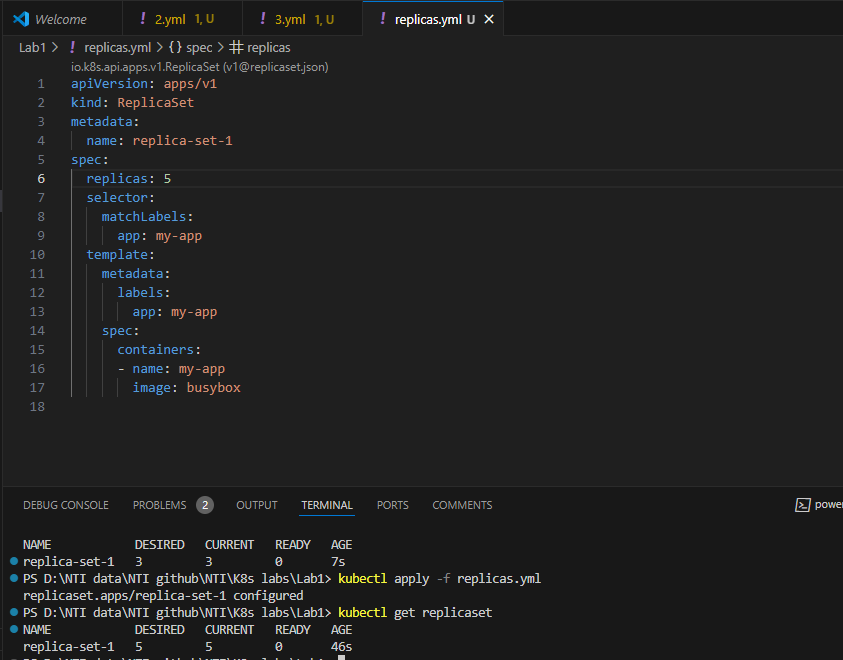 Welcome ! 2.yml 1, U ! 3.yml 1, U ! replicas.yml U ×
Lab1 > ! replicas.yml > {} spec > # replicas
io.k8s.api.apps.v1.ReplicaSet (v1@replicaset.json)
1 apiVersion: apps/v1
2 kind: ReplicaSet
3 metadata:
4 name: replica-set-1
5 spec:
6 replicas: 5
7 selector:
8 matchLabels:
9 app: my-app
10 template:
11 metadata:
12 labels:
13 app: my-app
14 spec:
15 containers:
16 - name: my-app
17 image: busybox
18
DEBUG CONSOLE PROBLEMS 2 OUTPUT TERMINAL PORTS COMMENTS power
NAME DESIRED CURRENT READY AGE
replica-set-1 3 3 0 7s
PS D:\NTI data\NTI github\NTI\K8s labs\Lab1> kubectl apply -f replicas.yml
replicaset.apps/replica-set-1 configured
PS D:\NTI data\NTI github\NTI\K8s labs\Lab1> kubectl get replicaset
NAME DESIRED CURRENT READY AGE
replica-set-1 5 5 0 46s